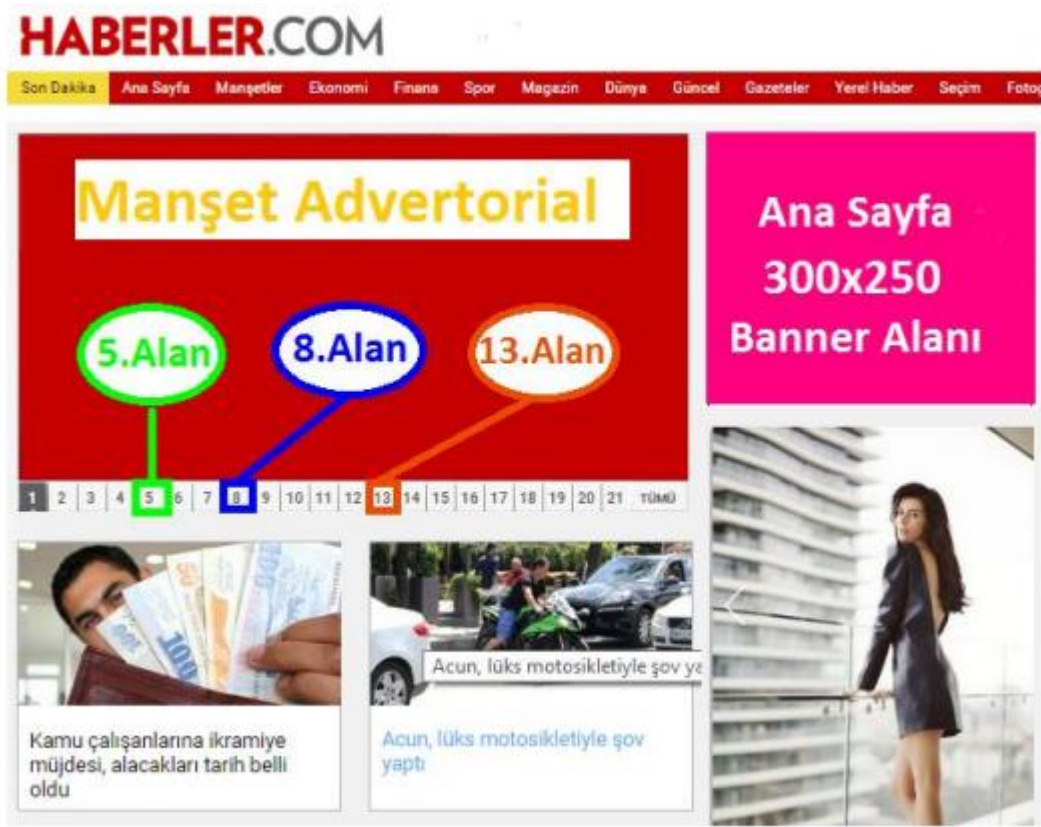 HABERLER.COM
Son Dakika Ana Sayfa Manşetler Ekonomi Finans Spor Magazin Dünya Güncel Gazeteler Yerel Haber Seçim Fotoğ
Manşet Advertorial
5.Alan
8.Alan
13.Alan
1 2 3 4 5 6 7 8 9 10 11 12 13 14 15 16 17 18 19 20 21 TÜMÜ
Ana Sayfa
300x250
Banner Alanı
100
Acun, lüks motosikletiyle şov ya
Kamu çalışanlarına ikramiye
müjdesi, alacakları tarih belli
oldu
Acun, lüks motosikletiyle şov
yaptı